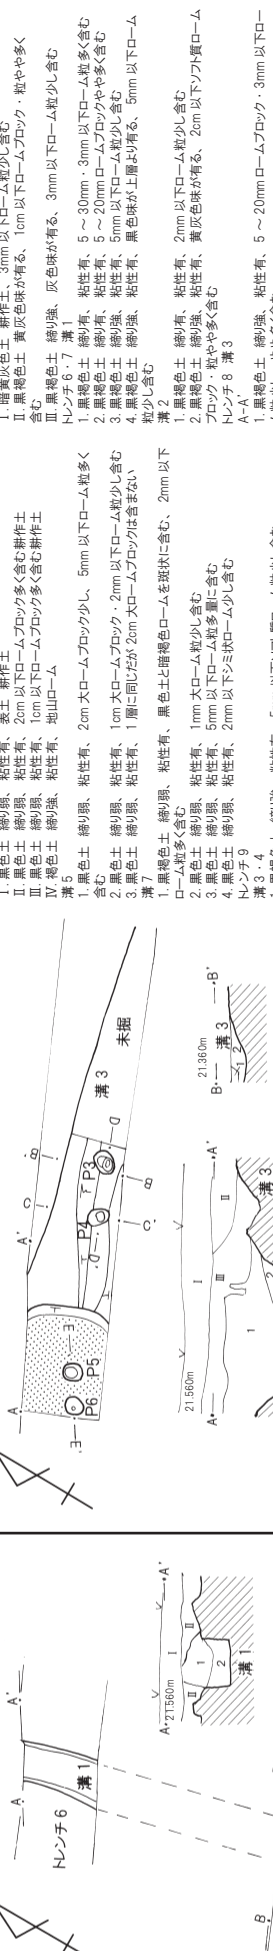 Ⅰ. 黒色土 締り弱、粘性有、表土 耕作土
Ⅱ. 黒色土 締り弱、粘性有、2cm 以下ロームブロック多く含む耕作土
Ⅲ. 黒色土 締り弱、粘性有、1cm 以下ロームブロック多く含む耕作土
Ⅳ. 褐色土 締り強、粘性有、地山ローム
溝 5
1. 黒色土 締り弱、粘性有、2cm 大ロームブロック少し、5mm 以下ローム粒多く
含む
2. 黒色土 締り弱、粘性有、1cm 大ロームブロック・2mm 以下ローム粒少し含む
3. 黒色土 締り弱、粘性有、1 層に同じだが 2cm 大ロームブロックは含まない
溝 7
1. 黒褐色土 締り弱、粘性有、黒色土と暗褐色ロームを斑状に含む、2mm 以下
ローム粒多く含む
2. 黒色土 締り弱、粘性有、1mm 大ローム粒少し含む
3. 黒色土 締り弱、粘性有、5mm 以下ローム粒多量に含む
4. 黒色土 締り弱、粘性有、2mm 以下シミ状ローム少し含む
トレンチ 9
溝 3・4
Ⅰ. 暗黄灰色土 耕作土、3mm 以下ローム粒少し含む
Ⅱ. 黒褐色土 黄灰色味が有る、1cm 以下ロームブロック・粒やや多く
含む
Ⅲ. 黒褐色土 締り強、灰色味が有る、3mm 以下ローム粒少し含む
トレンチ 6・7 溝 1
1. 黒褐色土 締り有、粘性有、5 ～ 30mm・3mm 以下ローム粒多く含む
2. 黒褐色土 締り有、粘性有、5 ～ 20mm ロームブロックやや多く含む
3. 黒褐色土 締り強、粘性有、5mm 以下ローム粒少し含む
4. 黒褐色土 締り強、粘性有、黒色味が上層より有る、5mm 以下ローム
粒少し含む
溝 2
1. 黒褐色土 締り有、粘性有、2mm 以下ローム粒少し含む
2. 黒褐色土 締り強、粘性有、黄灰色味が有る、2cm 以下ソフト質ローム
ブロック・粒やや多く含む
トレンチ 8 溝 3
A-A'
1. 黒褐色土 締り強、粘性有、5 ～ 20mm ロームブロック・3mm 以下ロー
A
A'
C
B
E
E'
P6
P5
P4
P3
D
D'
C'
B'
溝 3
未掘
21.560m
A
A'
Ⅰ
Ⅱ
Ⅲ
1
2
溝 3
21.360m
B
B'
溝 3
1
2
A
A'
トレンチ 6
溝 1
B
A
21.560m
A'
Ⅰ
Ⅱ
Ⅱ
1
2
溝 1